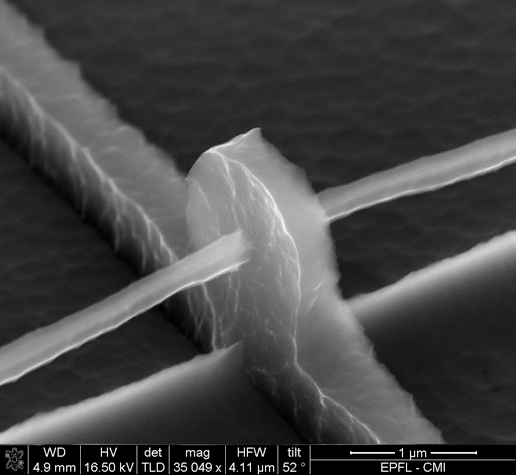 WD HV det mag HFW tilt 1 µm
4.9 mm 16.50 kV TLD 35 049 x 4.11 µm 52 ° EPFL - CMI